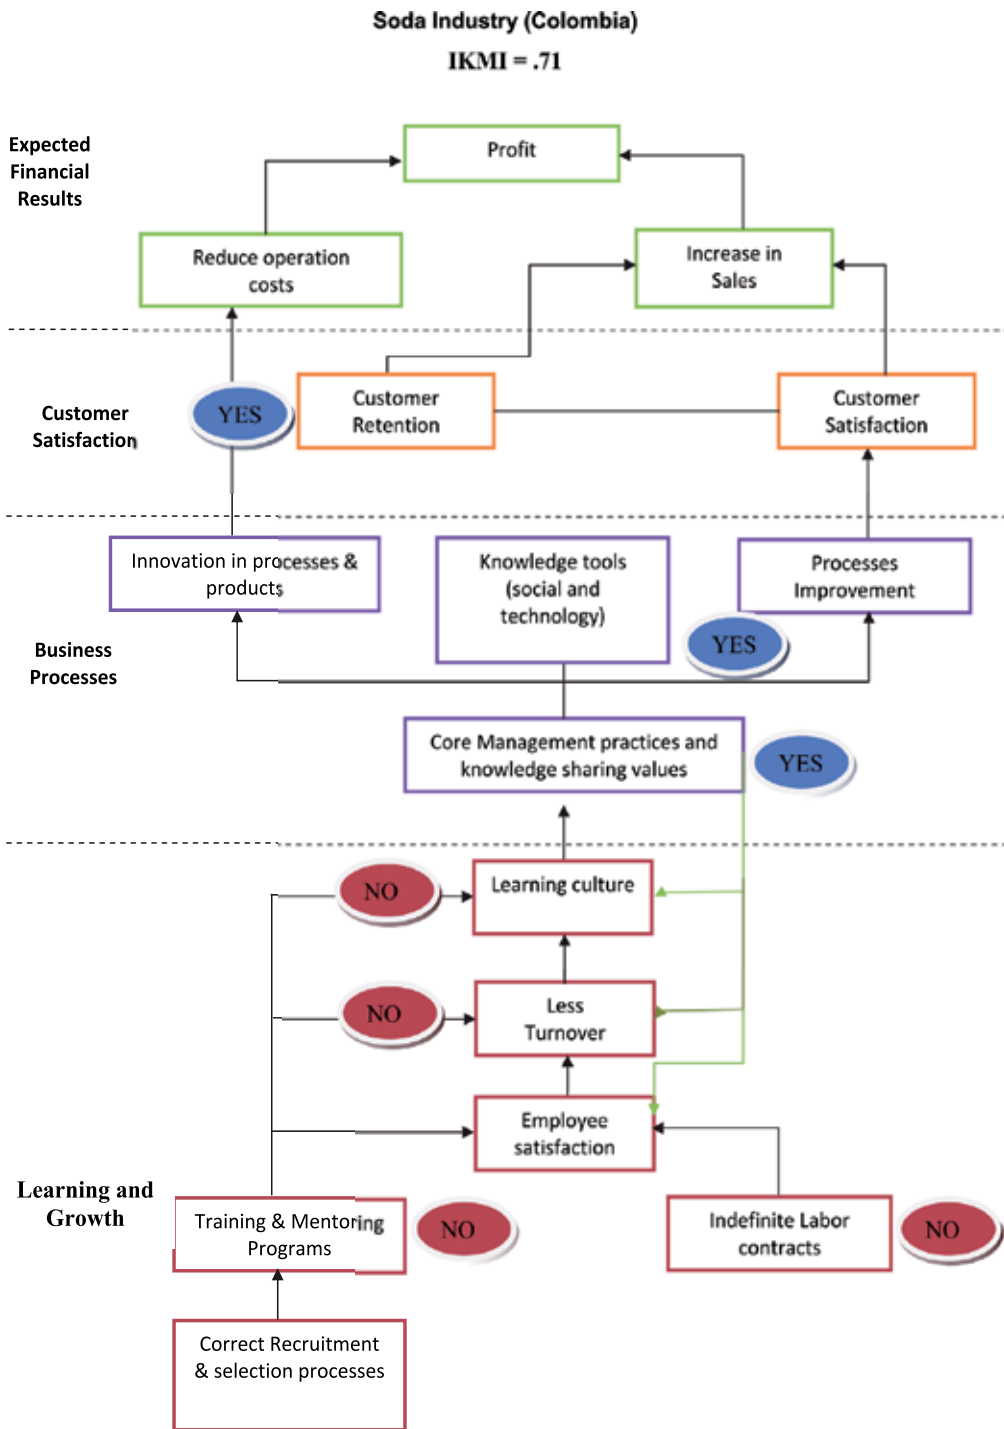 Soda Industry (Colombia)
IKMI = .71
Expected
Financial
Results
Profit
Reduce operation
costs
Increase in
Sales
Customer
Satisfaction
YES
Customer
Retention
Customer
Satisfaction
Innovation in processes &
products
Knowledge tools
(social and
technology)
Processes
Improvement
YES
Business
Processes
Core Management practices and
knowledge sharing values
YES
NO
Learning culture
NO
Less
Turnover
Employee
satisfaction
Learning and
Growth
Training & Mentoring
Programs
NO
Indefinite Labor
contracts
NO
Correct Recruitment
& selection processes